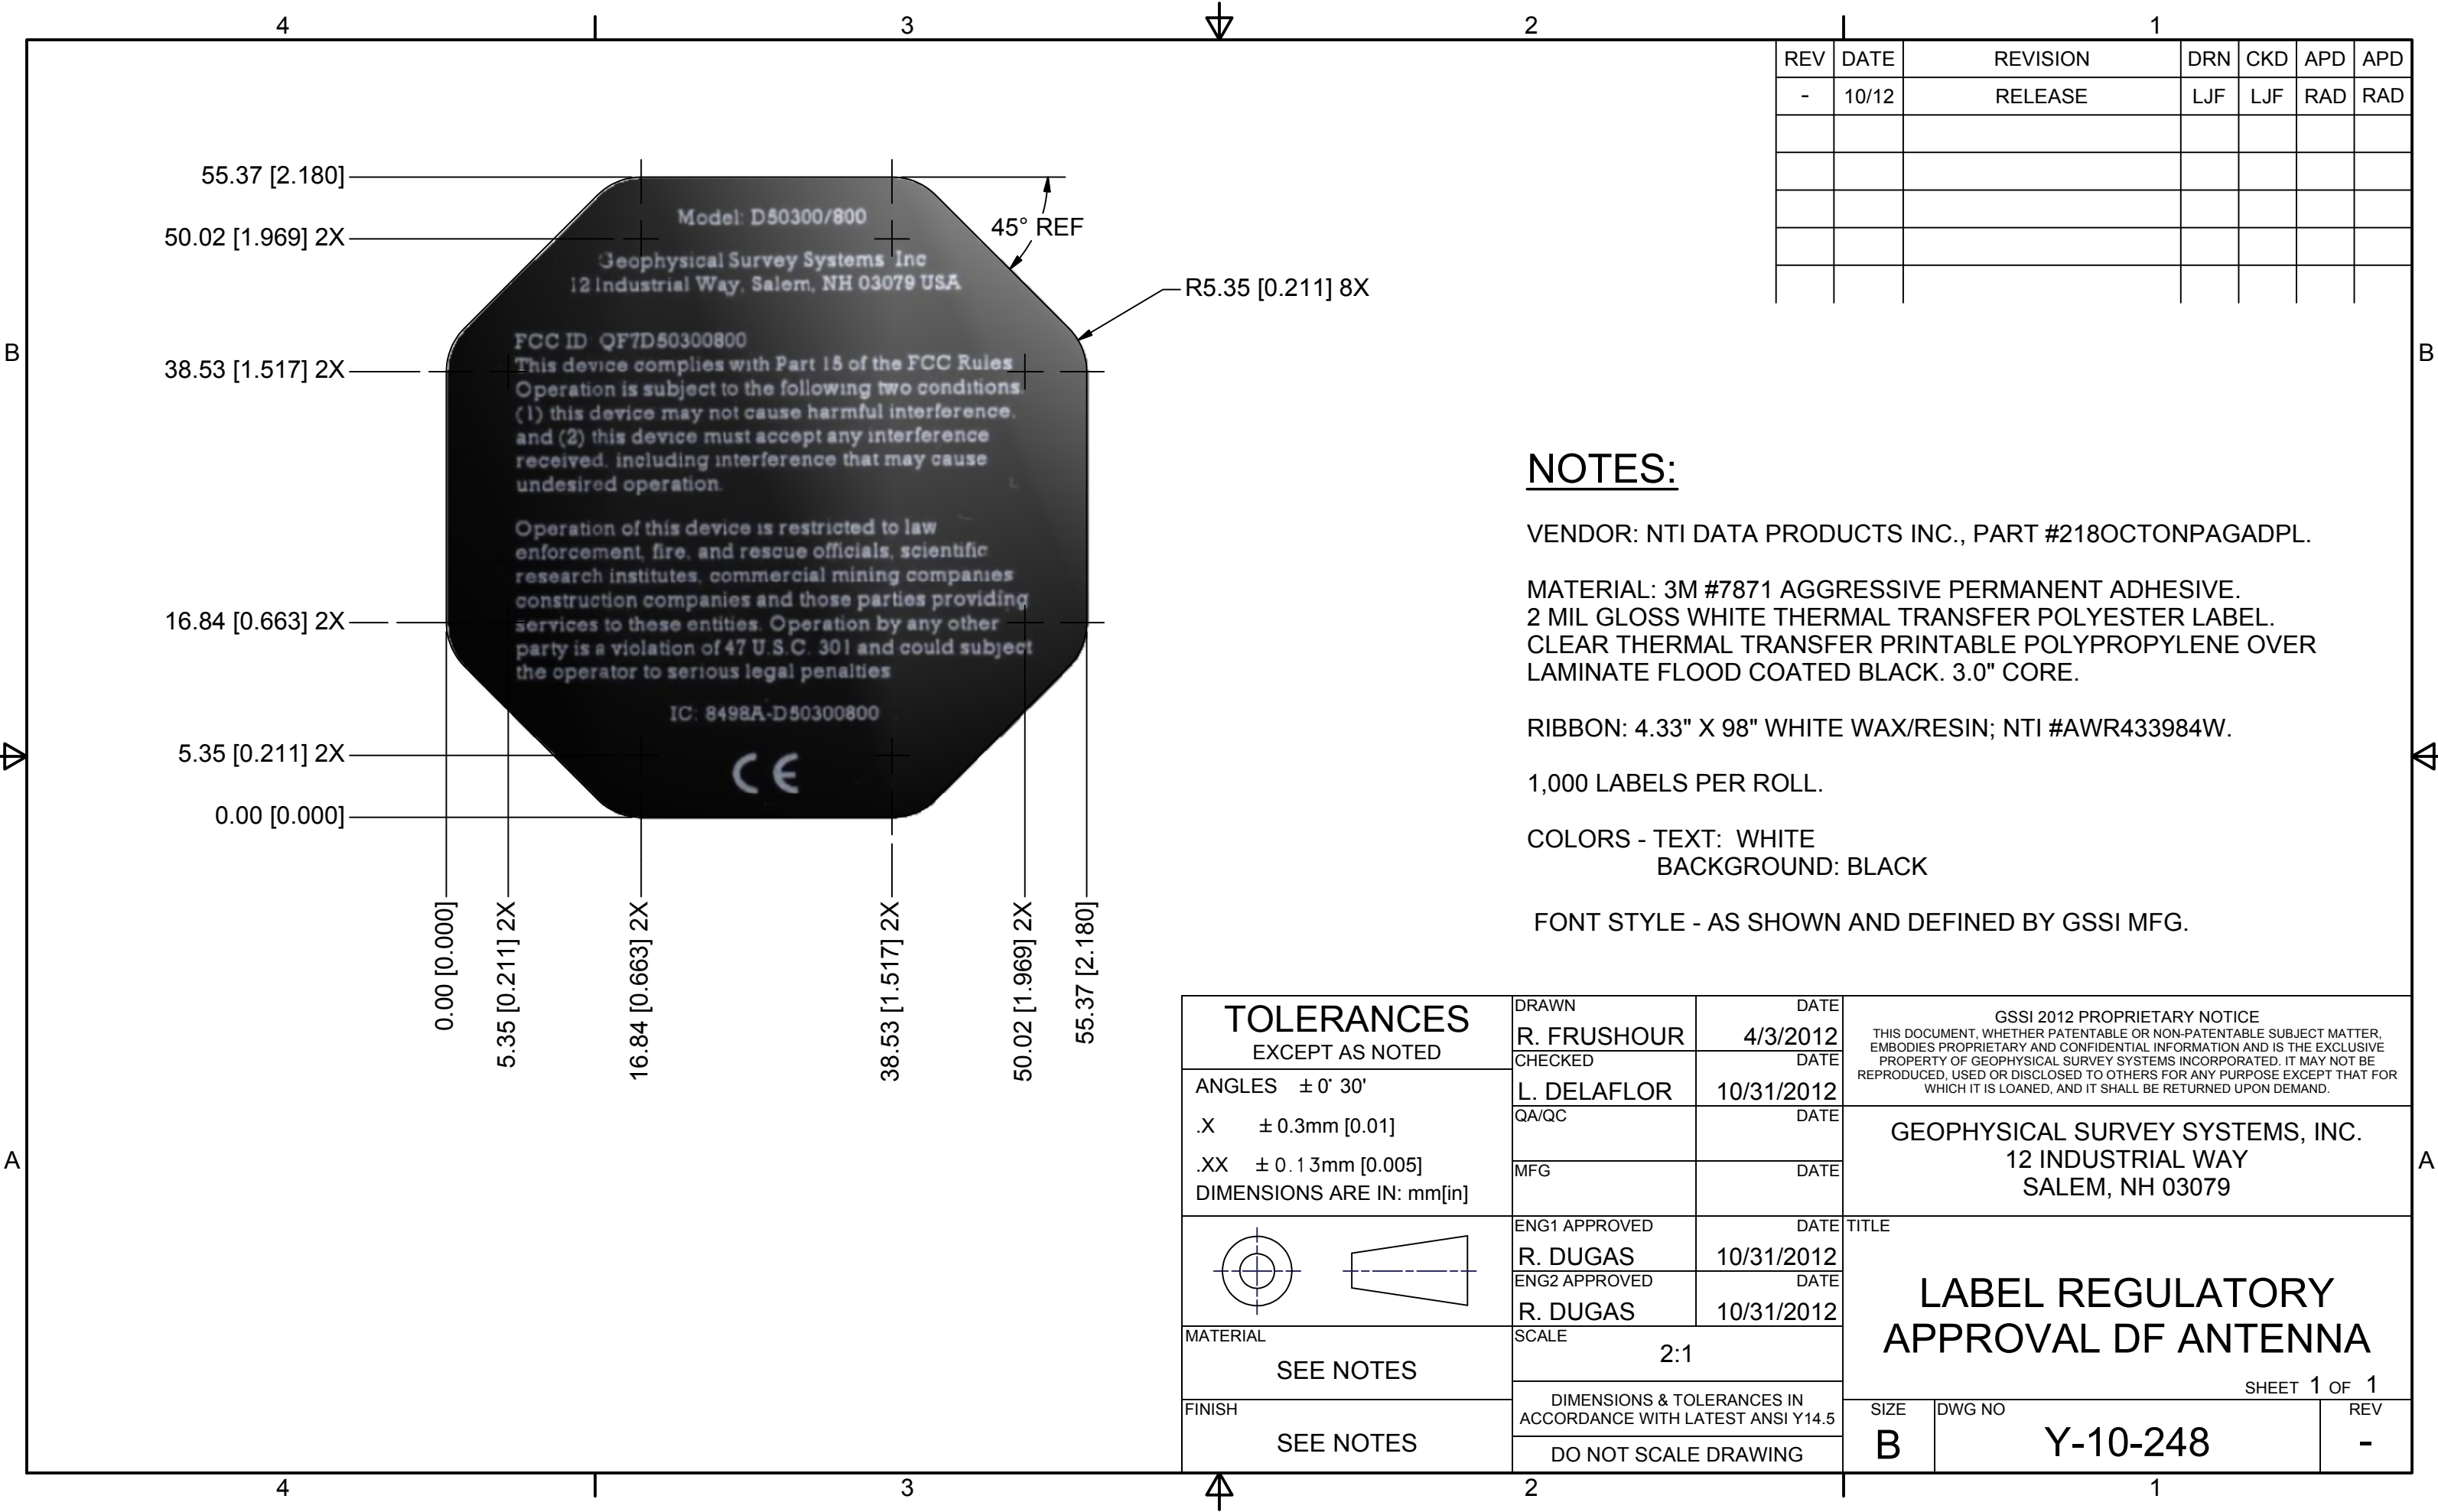 4 3 2 1
REV DATE REVISION DRN CKD APD APD
- 10/12 RELEASE LJF LJF RAD RAD
55.37 [2.180]
50.02 [1.969] 2X
38.53 [1.517] 2X
16.84 [0.663] 2X
5.35 [0.211] 2X
0.00 [0.000]
45° REF
R5.35 [0.211] 8X
Model: D50300/800
Geophysical Survey Systems Inc
12 Industrial Way, Salem, NH 03079 USA
FCC ID QF7D50300800
This device complies with Part 15 of the FCC Rules
Operation is subject to the following two conditions
(1) this device may not cause harmful interference,
and (2) this device must accept any interference
received, including interference that may cause
undesired operation.
Operation of this device is restricted to law
enforcement, fire, and rescue officials, scientific
research institutes, commercial mining companies
construction companies and those parties providing
services to these entities. Operation by any other
party is a violation of 47 U.S.C. 301 and could subject
the operator to serious legal penalties
IC: 8498A-D50300800
CE
0.00 [0.000]
5.35 [0.211] 2X
16.84 [0.663] 2X
38.53 [1.517] 2X
50.02 [1.969] 2X
55.37 [2.180]
B
B
A
A
NOTES:
VENDOR: NTI DATA PRODUCTS INC., PART #218OCTONPAGADPL.
MATERIAL: 3M #7871 AGGRESSIVE PERMANENT ADHESIVE.
2 MIL GLOSS WHITE THERMAL TRANSFER POLYESTER LABEL.
CLEAR THERMAL TRANSFER PRINTABLE POLYPROPYLENE OVER
LAMINATE FLOOD COATED BLACK. 3.0" CORE.
RIBBON: 4.33" X 98" WHITE WAX/RESIN; NTI #AWR433984W.
1,000 LABELS PER ROLL.
COLORS - TEXT: WHITE
BACKGROUND: BLACK
FONT STYLE - AS SHOWN AND DEFINED BY GSSI MFG.
TOLERANCES
EXCEPT AS NOTED
ANGLES ± 0° 30'
.X ± 0.3mm [0.01]
.XX ± 0.13mm [0.005]
DIMENSIONS ARE IN: mm[in]
MATERIAL
SEE NOTES
FINISH
SEE NOTES
DRAWN DATE
R. FRUSHOUR 4/3/2012
CHECKED DATE
L. DELAFLOR 10/31/2012
QA/QC DATE
MFG DATE
ENG1 APPROVED DATE
R. DUGAS 10/31/2012
ENG2 APPROVED DATE
R. DUGAS 10/31/2012
SCALE
2:1
DIMENSIONS & TOLERANCES IN
ACCORDANCE WITH LATEST ANSI Y14.5
DO NOT SCALE DRAWING
GSSI 2012 PROPRIETARY NOTICE
THIS DOCUMENT, WHETHER PATENTABLE OR NON-PATENTABLE SUBJECT MATTER,
EMBODIES PROPRIETARY AND CONFIDENTIAL INFORMATION AND IS THE EXCLUSIVE
PROPERTY OF GEOPHYSICAL SURVEY SYSTEMS INCORPORATED. IT MAY NOT BE
REPRODUCED, USED OR DISCLOSED TO OTHERS FOR ANY PURPOSE EXCEPT THAT FOR
WHICH IT IS LOANED, AND IT SHALL BE RETURNED UPON DEMAND.
GEOPHYSICAL SURVEY SYSTEMS, INC.
12 INDUSTRIAL WAY
SALEM, NH 03079
TITLE
LABEL REGULATORY
APPROVAL DF ANTENNA
SHEET 1 OF 1
SIZE DWG NO REV
B Y-10-248 -
4 3 2 1